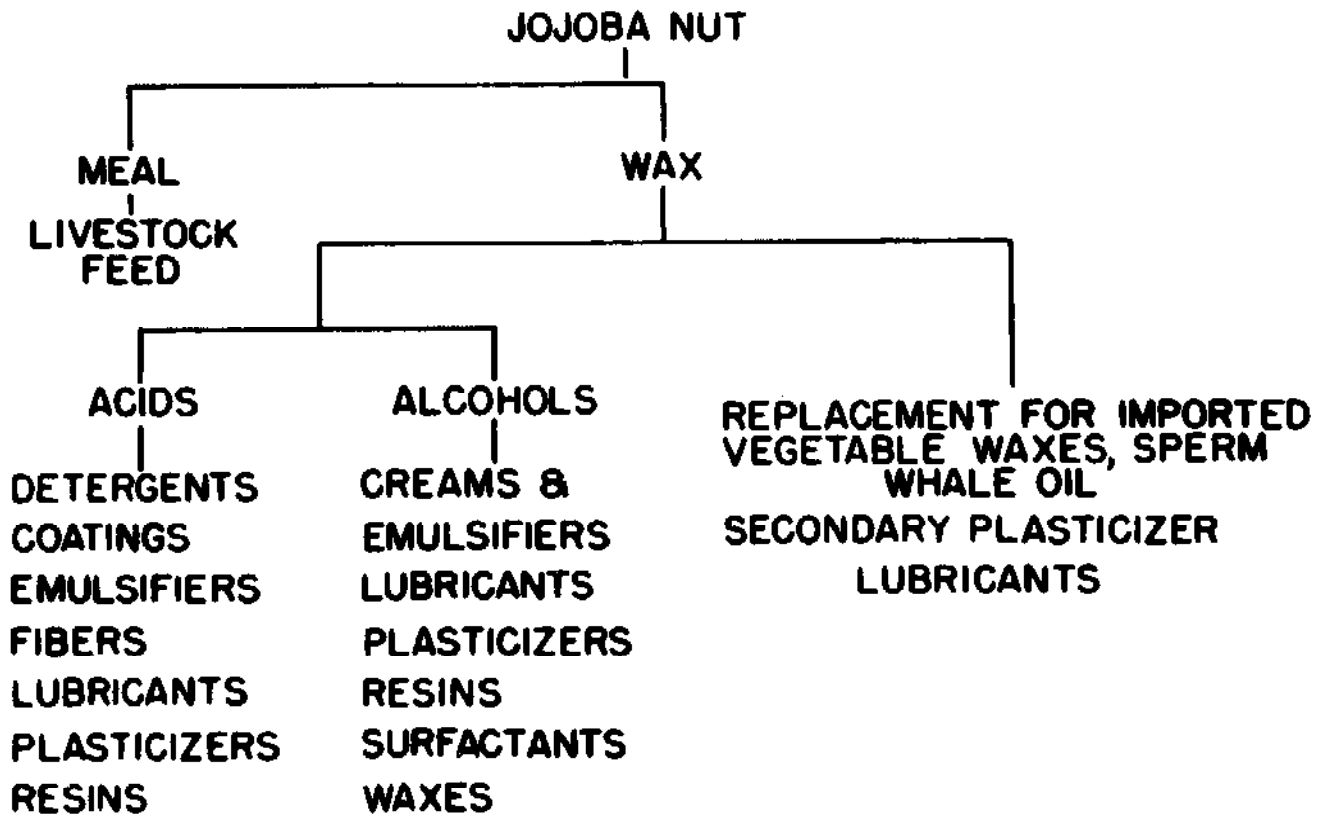 JOJOBA NUT
MEAL
LIVESTOCK
FEED
WAX
ACIDS
DETERGENTS
COATINGS
EMULSIFIERS
FIBERS
LUBRICANTS
PLASTICIZERS
RESINS
ALCOHOLS
CREAMS &
EMULSIFIERS
LUBRICANTS
PLASTICIZERS
RESINS
SURFACTANTS
WAXES
REPLACEMENT FOR IMPORTED
VEGETABLE WAXES, SPERM
WHALE OIL
SECONDARY PLASTICIZER
LUBRICANTS